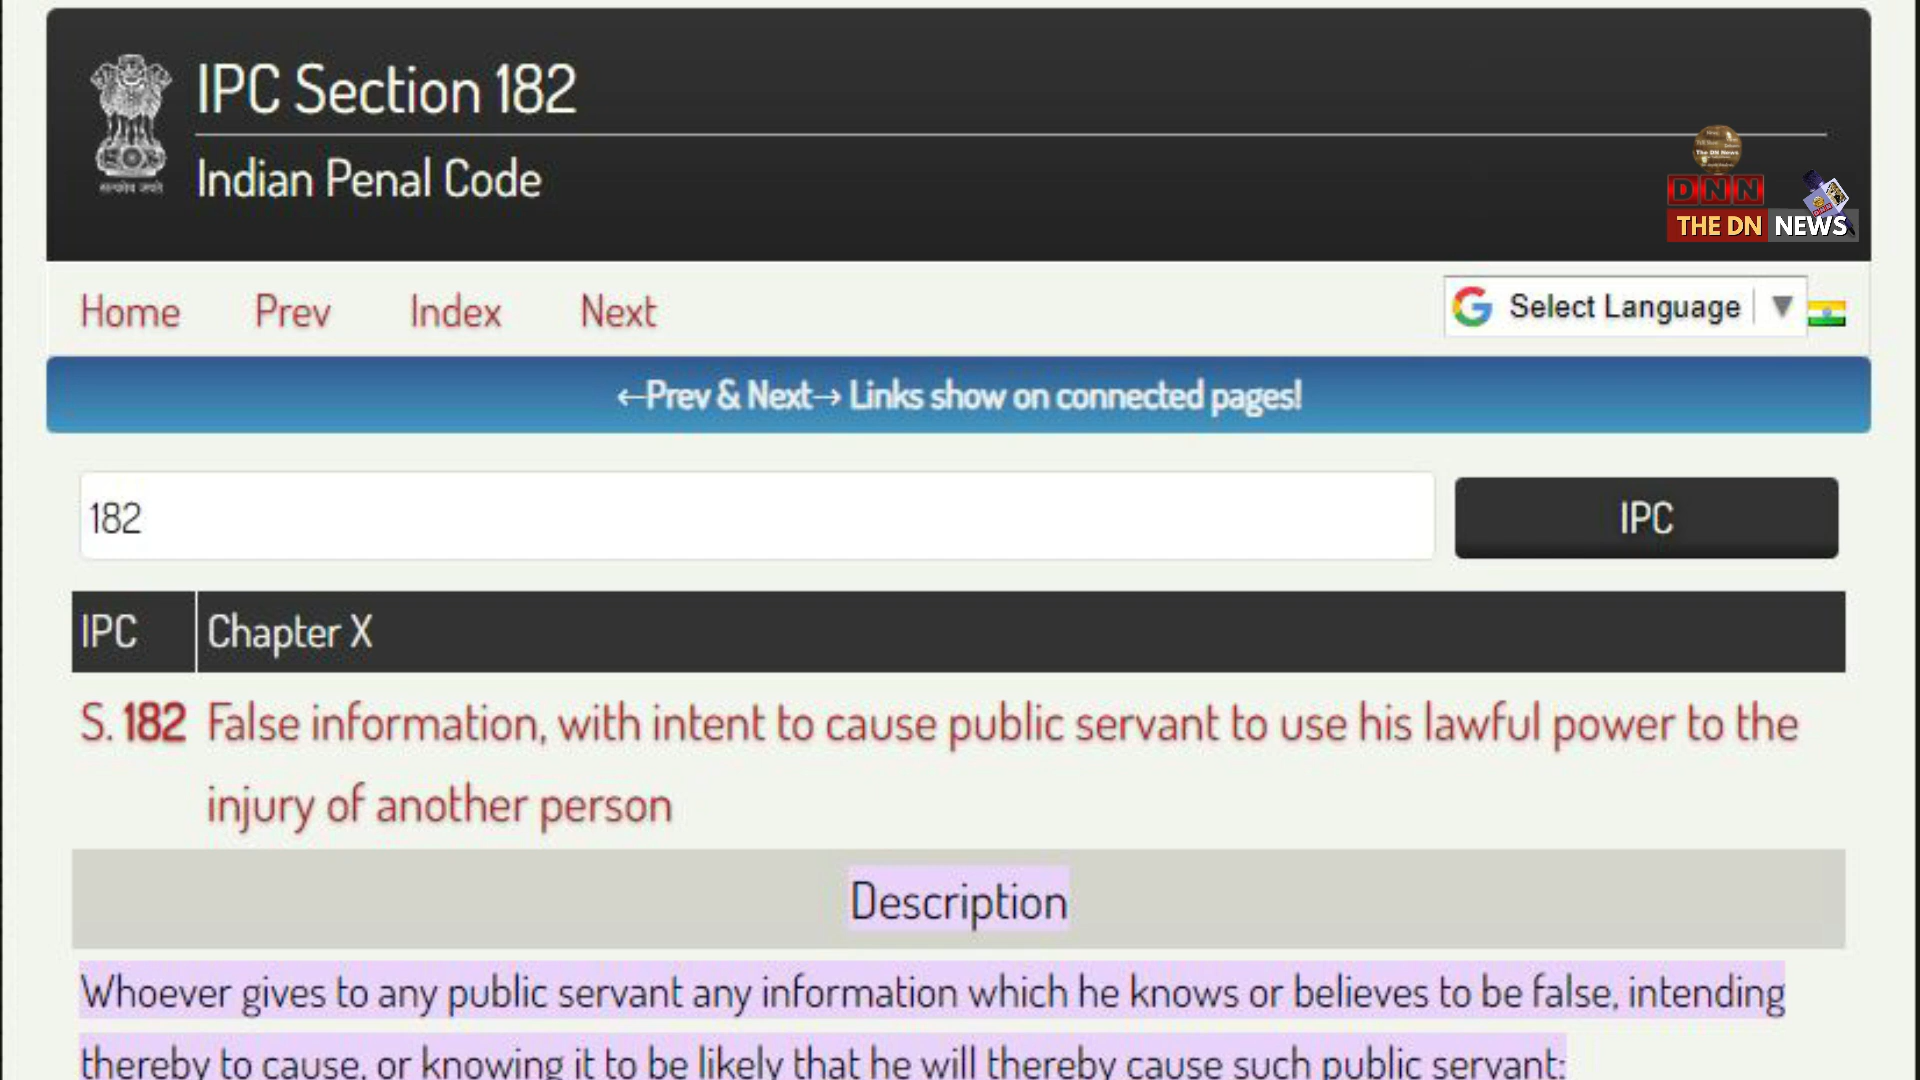 IPC Section 182
Indian Penal Code
DNN
THE DN NEWS
Home Prev Index Next
Select Language ▼
←Prev & Next→ Links show on connected pages!
182
IPC
IPC Chapter X
S. 182 False information, with intent to cause public servant to use his lawful power to the
injury of another person
Description
Whoever gives to any public servant any information which he knows or believes to be false, intending
thereby to cause, or knowing it to be likely that he will thereby cause such public servant: